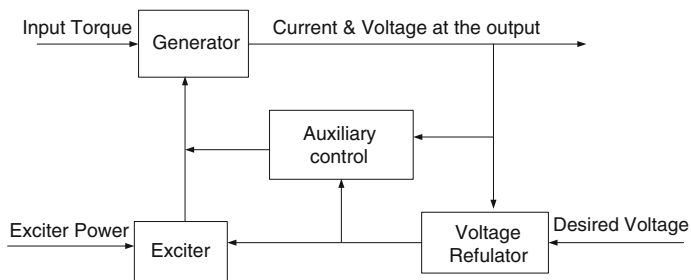 Input Torque
Generator
Current & Voltage at the output
Auxiliary
control
Exciter Power
Exciter
Voltage
Refulator
Desired Voltage